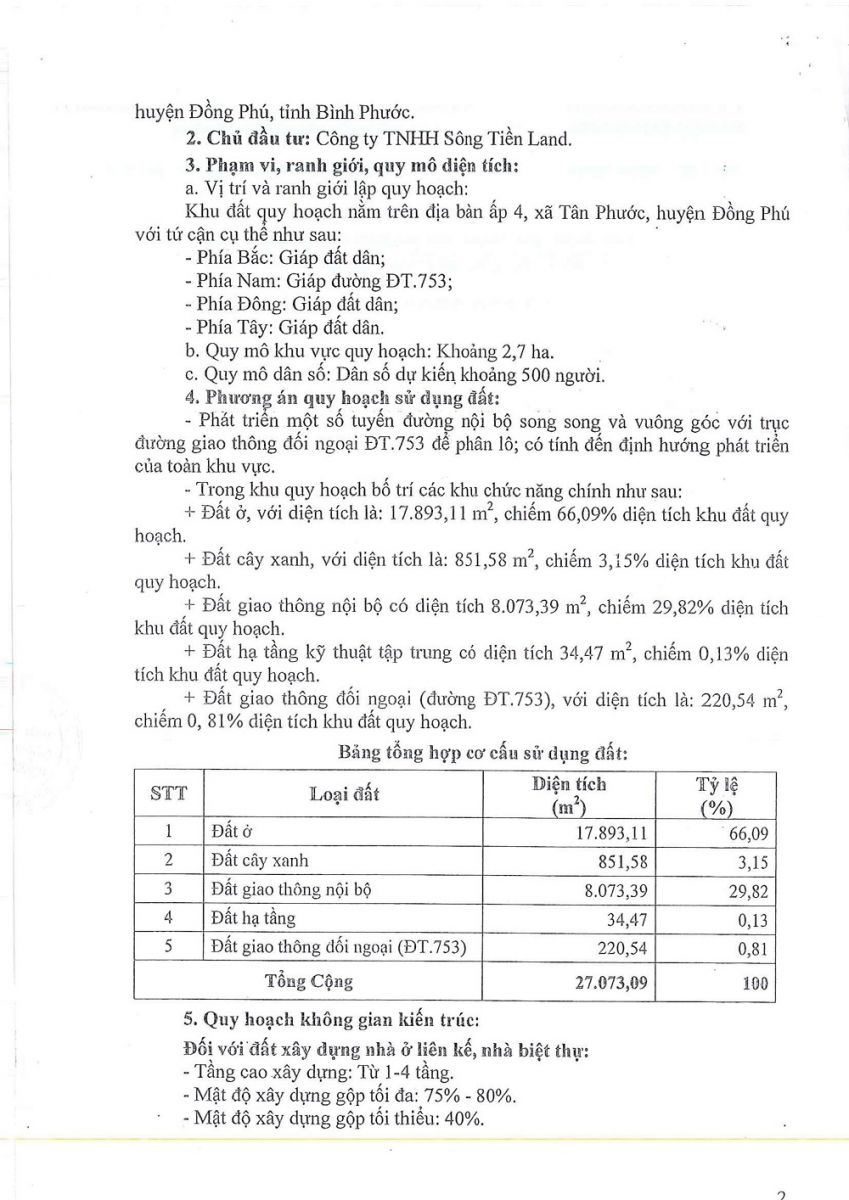 huyện Đồng Phú, tỉnh Bình Phước.
2. Chủ đầu tư: Công ty TNHH Sông Tiền Land.
3. Phạm vi, ranh giới, quy mô diện tích:
a. Vị trí và ranh giới lập quy hoạch:
Khu đất quy hoạch nằm trên địa bàn ấp 4, xã Tân Phước, huyện Đồng Phú
với tứ cận cụ thể như sau:
- Phía Bắc: Giáp đất dân;
- Phía Nam: Giáp đường ĐT.753;
- Phía Đông: Giáp đất dân;
- Phía Tây: Giáp đất dân.
b. Quy mô khu vực quy hoạch: Khoảng 2,7 ha.
c. Quy mô dân số: Dân số dự kiến khoảng 500 người.
4. Phương án quy hoạch sử dụng đất:
- Phát triển một số tuyến đường nội bộ song song và vuông góc với trục
đường giao thông đối ngoại ĐT.753 để phân lô; có tính đến định hướng phát triển
của toàn khu vực.
- Trong khu quy hoạch bố trí các khu chức năng chính như sau:
+ Đất ở, với diện tích là: 17.893,11 m², chiếm 66,09% diện tích khu đất quy
hoạch.
+ Đất cây xanh, với diện tích là: 851,58 m², chiếm 3,15% diện tích khu đất
quy hoạch.
+ Đất giao thông nội bộ có diện tích 8.073,39 m², chiếm 29,82% diện tích
khu đất quy hoạch.
+ Đất hạ tầng kỹ thuật tập trung có diện tích 34,47 m², chiếm 0,13% diện
tích khu đất quy hoạch.
+ Đất giao thông đối ngoại (đường ĐT.753), với diện tích là: 220,54 m²,
chiếm 0, 81% diện tích khu đất quy hoạch.
Bảng tổng hợp cơ cấu sử dụng đất:
STT Loại đất Diện tích (m²) Tỷ lệ (%)
1 Đất ở 17.893,11 66,09
2 Đất cây xanh 851,58 3,15
3 Đất giao thông nội bộ 8.073,39 29,82
4 Đất hạ tầng 34,47 0,13
5 Đất giao thông đối ngoại (ĐT.753) 220,54 0,81
Tổng Cộng 27.073,09 100
5. Quy hoạch không gian kiến trúc:
Đối với đất xây dựng nhà ở liên kế, nhà biệt thự:
- Tầng cao xây dựng: Từ 1-4 tầng.
- Mật độ xây dựng gộp tối đa: 75% - 80%.
- Mật độ xây dựng gộp tối thiểu: 40%.
2